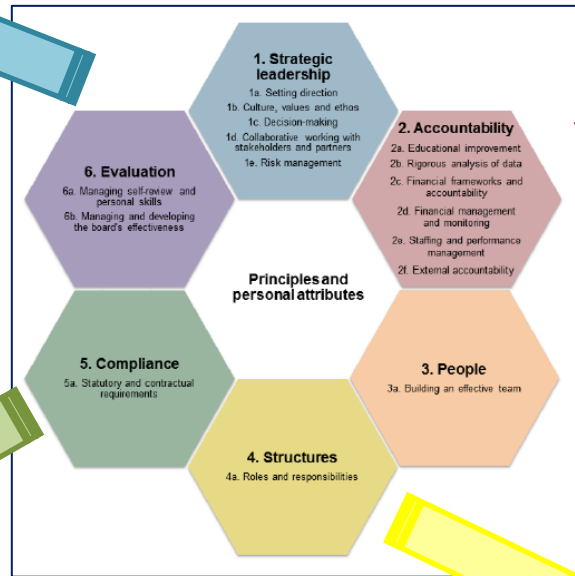 1. Strategic
leadership
1a. Setting direction
1b. Culture, values and ethos
1c. Decision-making
1d. Collaborative working with
stakeholders and partners
1e. Risk management
2. Accountability
2a. Educational improvement
2b. Rigorous analysis of data
2c. Financial frameworks and
accountability
2d. Financial management
and monitoring
2e. Staffing and performance
management
2f. External accountability
3. People
3a. Building an effective team
4. Structures
4a. Roles and responsibilities
5. Compliance
5a. Statutory and contractual
requirements
6. Evaluation
6a. Managing self-review and
personal skills
6b. Managing and developing
the board's effectiveness
Principles and
personal attributes